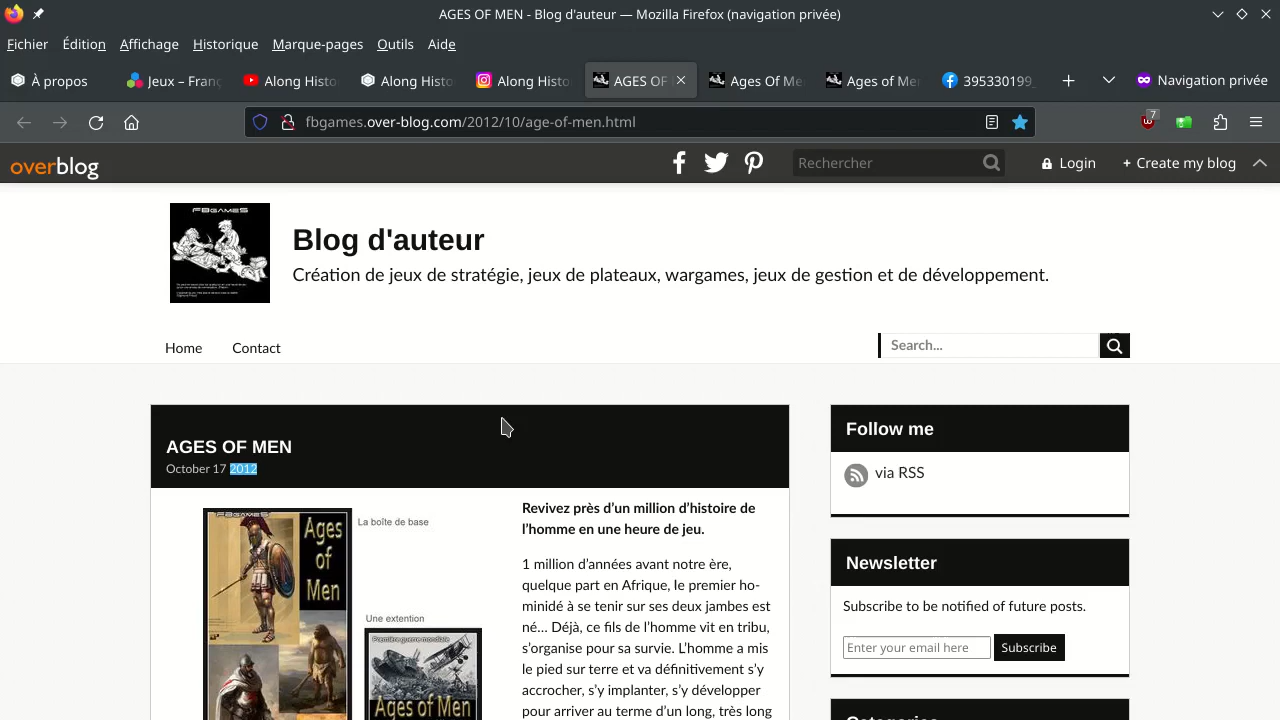 AGES OF MEN - Blog d'auteur — Mozilla Firefox (navigation privée)
Fichier Édition Affichage Historique Marque-pages Outils Aide
À propos Jeux – Franç Along Histo Along Histo Along Histo AGES OF Ages Of Me Ages of Me 395330199_ Navigation privée
fbgames.over-blog.com/2012/10/age-of-men.html 7
overblog Rechercher Login + Create my blog
FBGAMES
Blog d'auteur
Création de jeux de stratégie, jeux de plateaux, wargames, jeux de gestion et de développement.
Home Contact Search...
AGES OF MEN
October 17 2012
FBGAMES
Ages
of
Men
La boîte de base
Une extention
Première guerre mondiale
Ages of Men
Revivez près d’un million d’histoire de
l’homme en une heure de jeu.
1 million d’années avant notre ère,
quelque part en Afrique, le premier ho-
minidé à se tenir sur ses deux jambes est
né... Déjà, ce fils de l’homme vit en tribu,
s’organise pour sa survie. L’homme a mis
le pied sur terre et va définitivement s’y
accrocher, s’y implanter, s’y développer
pour arriver au terme d’un long, très long
Follow me
via RSS
Newsletter
Subscribe to be notified of future posts.
Enter your email here Subscribe
Categories